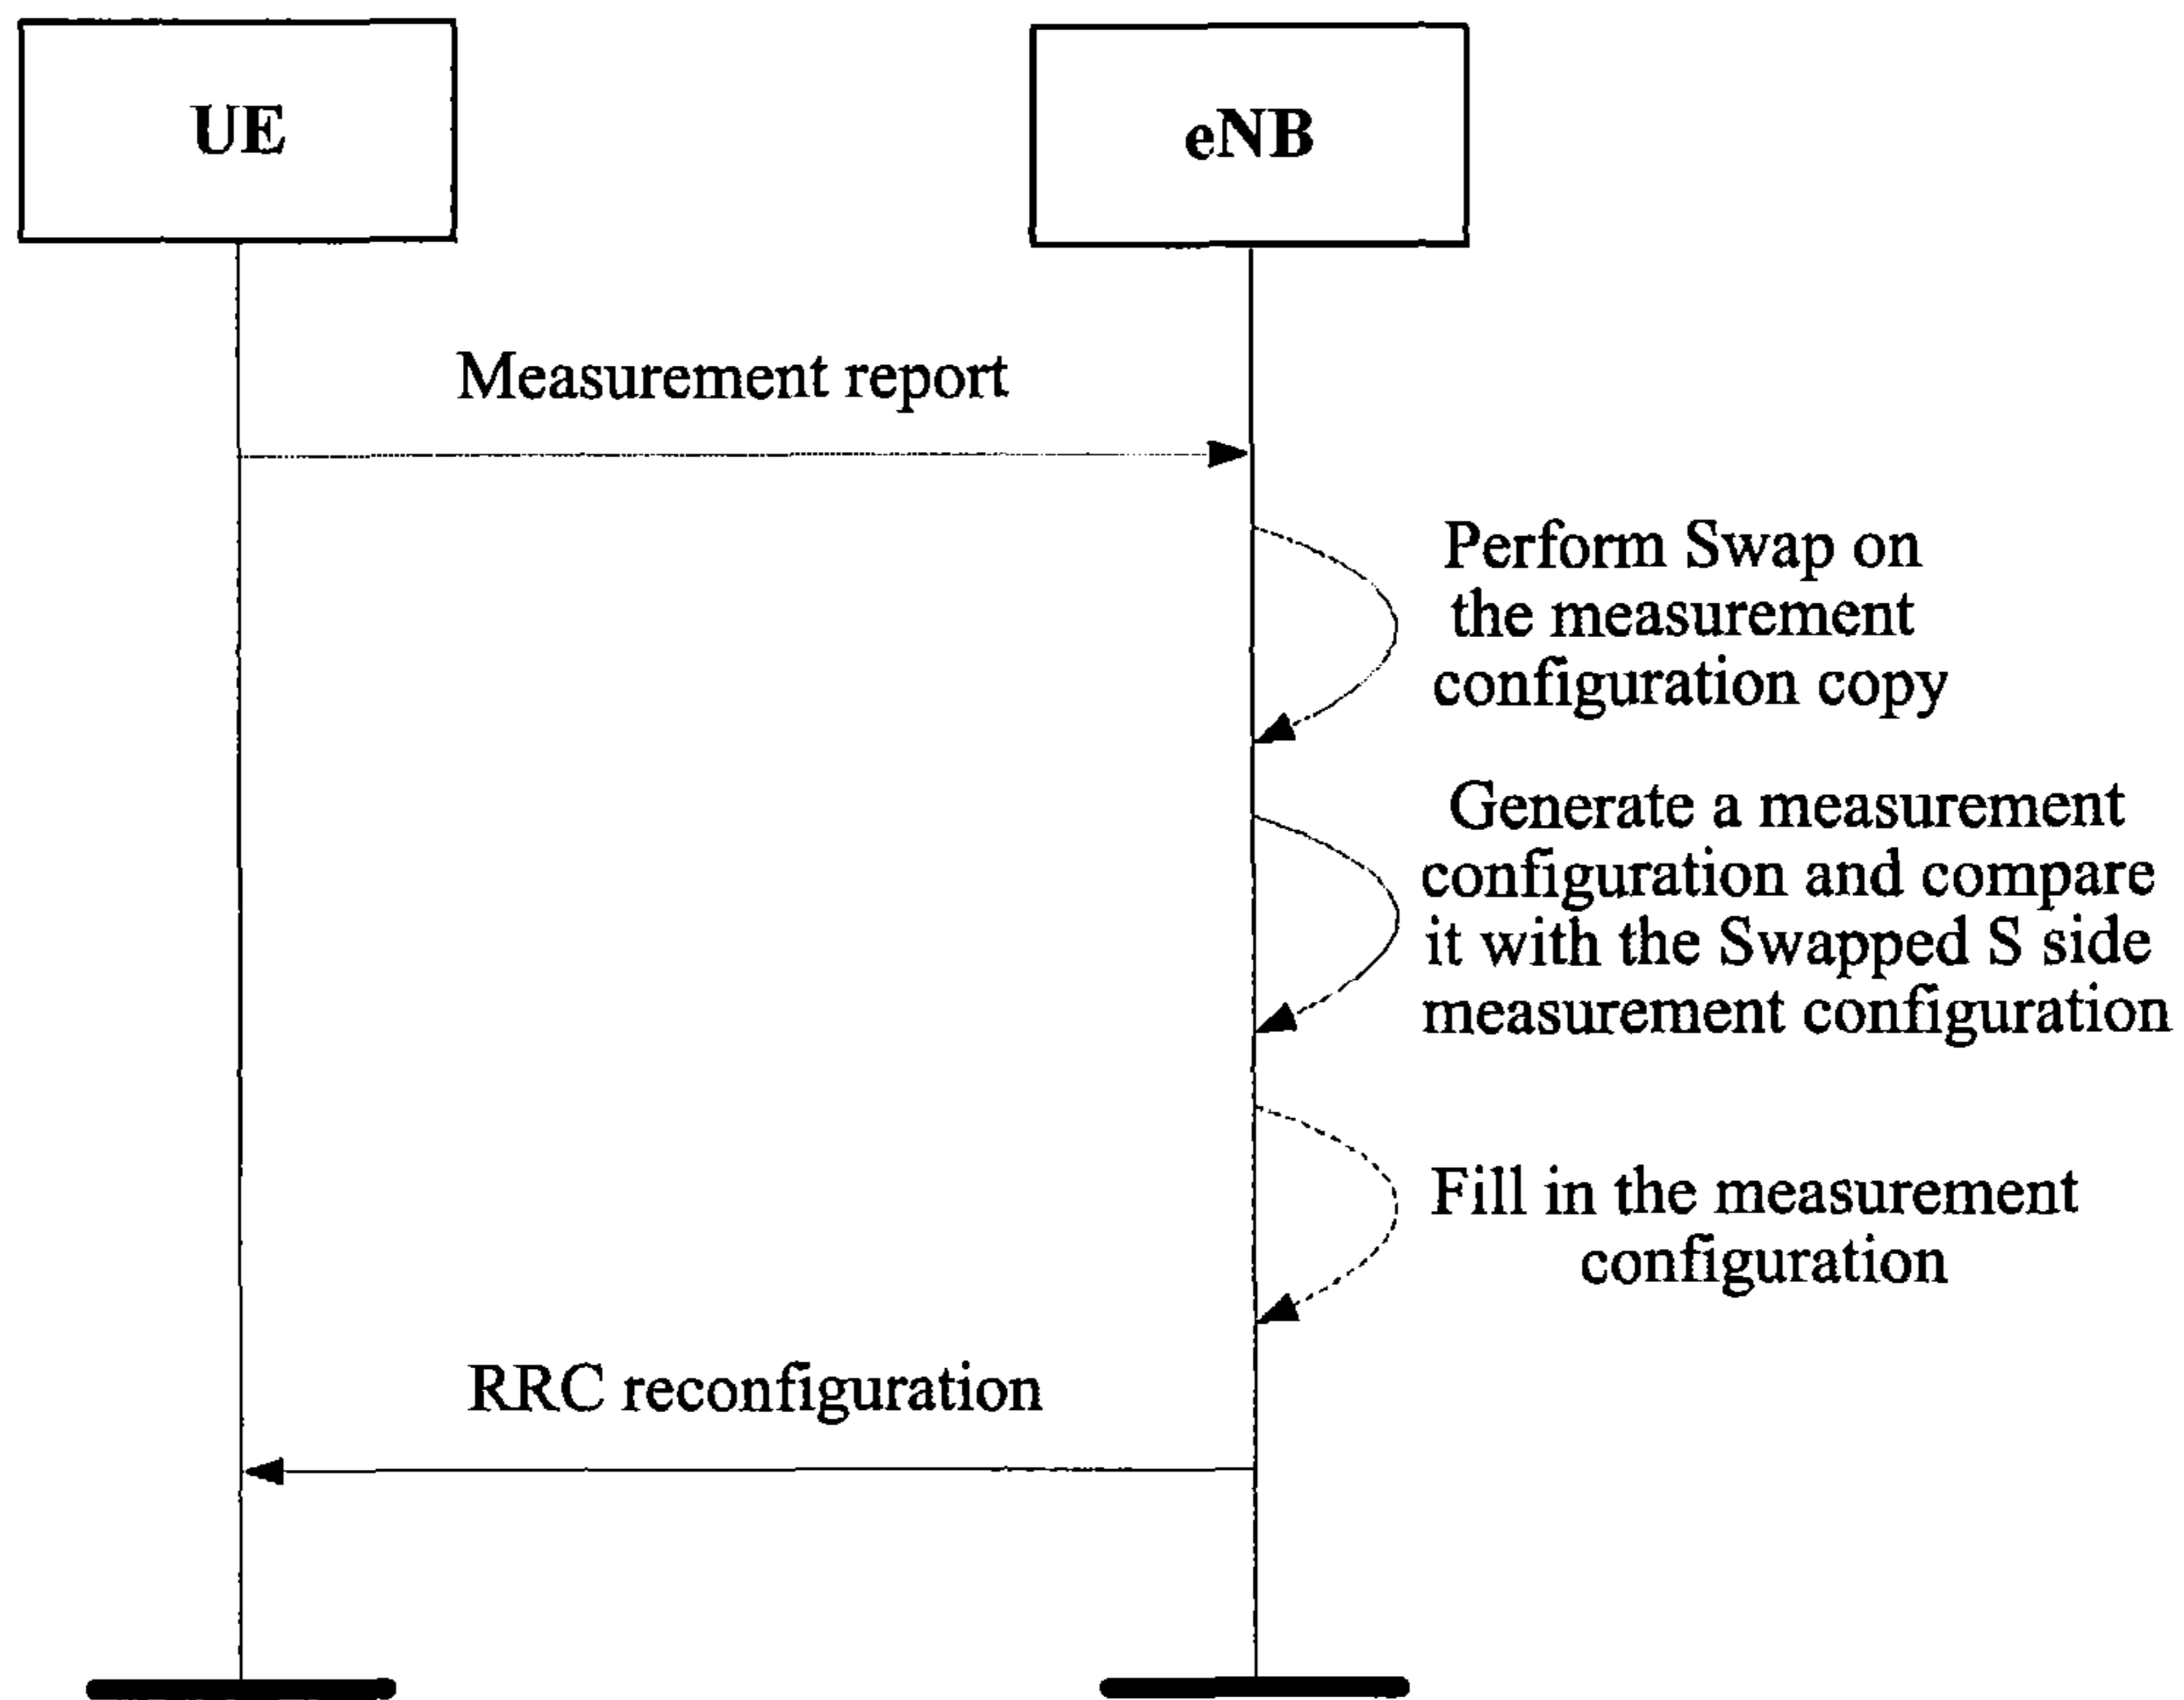 UE
eNB
Measurement report
Perform Swap on
the measurement
configuration copy
Generate a measurement
configuration and compare
it with the Swapped S side
measurement configuration
Fill in the measurement
configuration
RRC reconfiguration